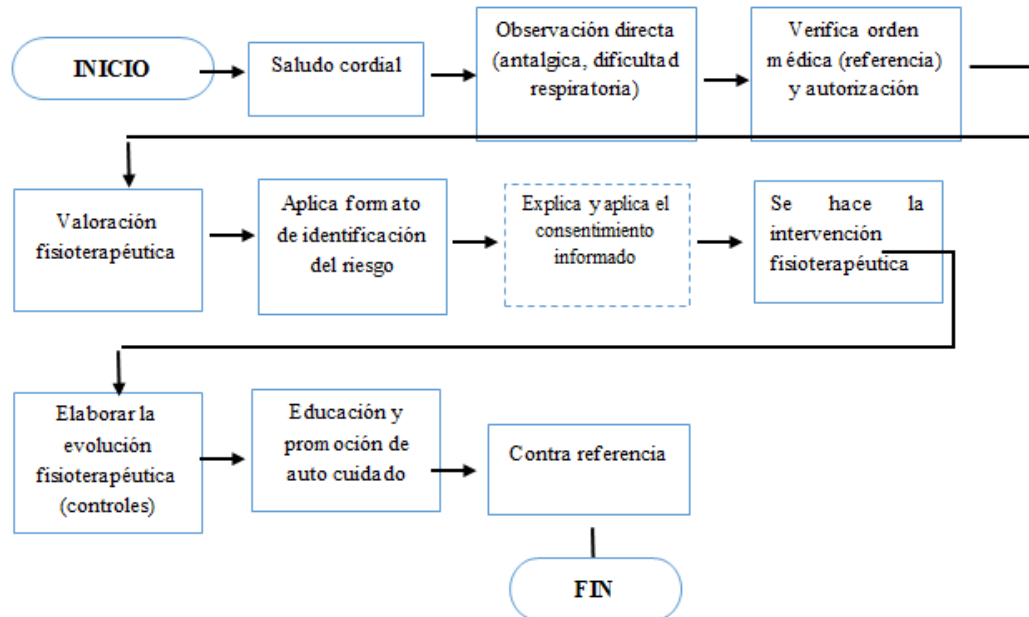 INICIO
Saludo cordial
Observación directa
(antalgica, dificultad
respiratoria)
Verifica orden
médica (referencia)
y autorización
Valoración
fisioterapéutica
Aplica formato
de identificación
del riesgo
Explica y aplica el
consentimiento
informado
Se hace la
intervención
fisioterapéutica
Elaborar la
evolución
fisioterapéutica
(controles)
Educación y
promoción de
auto cuidado
Contra referencia
FIN